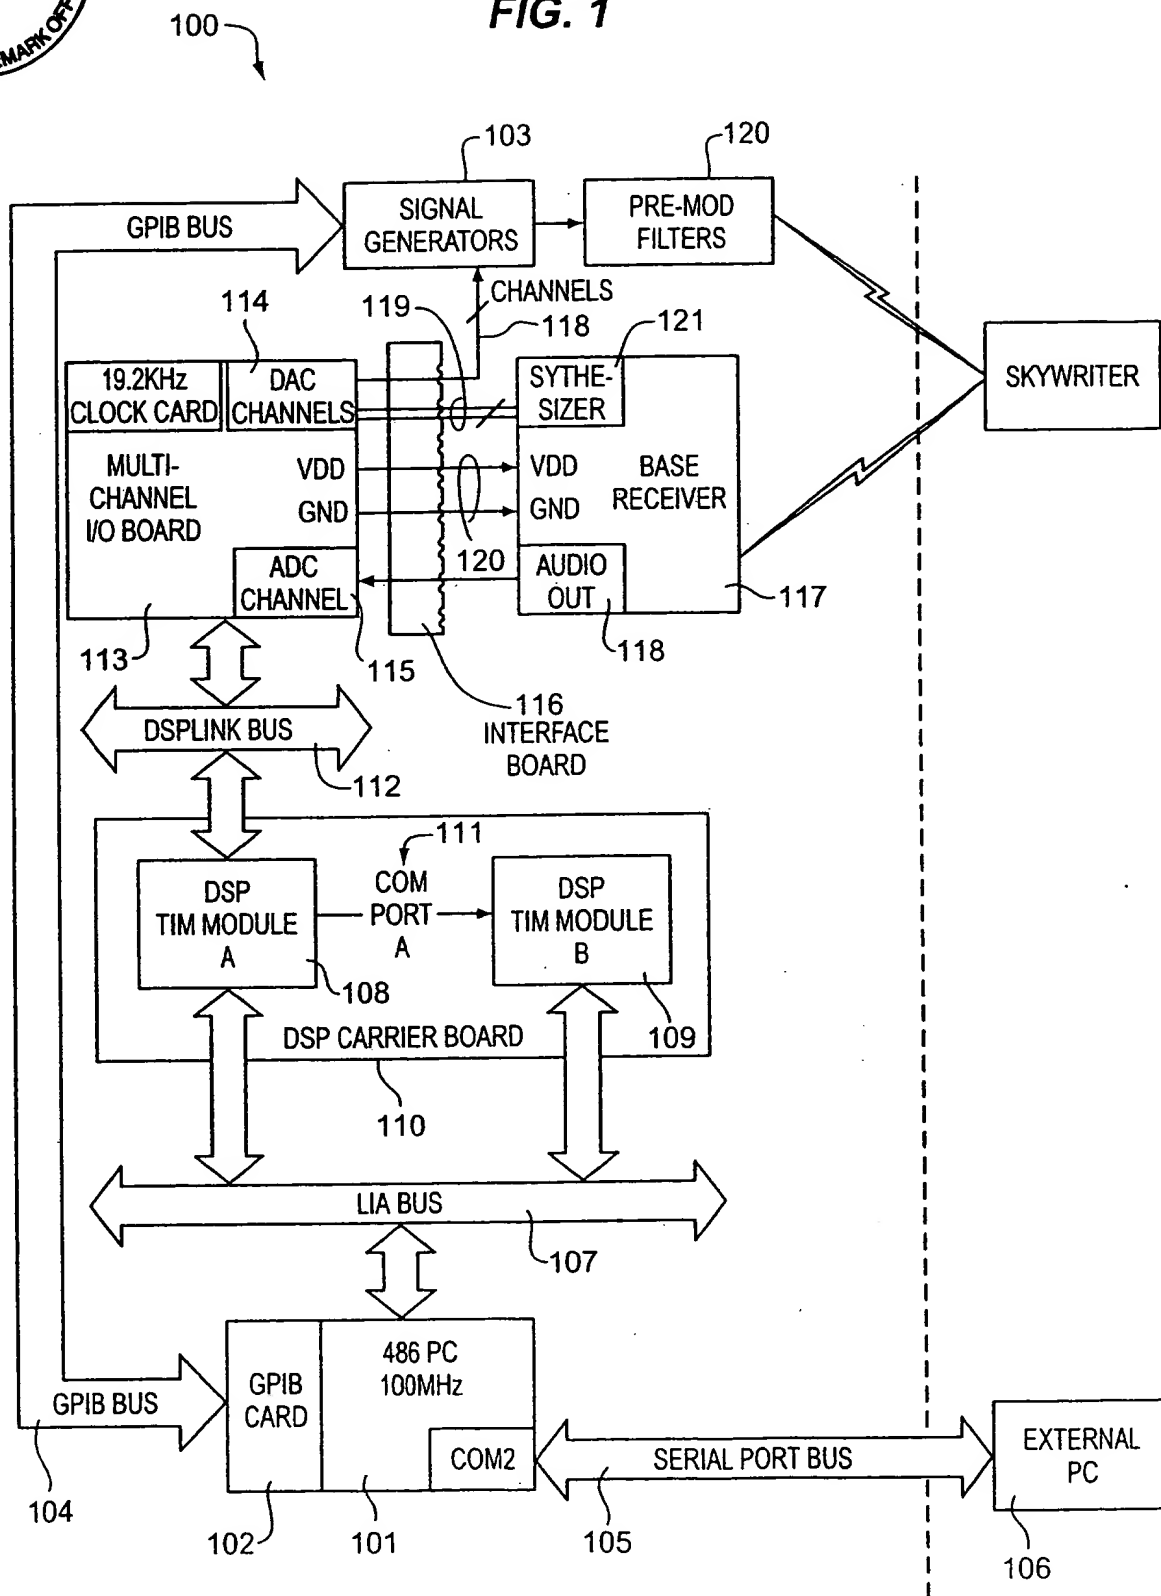 FIG. 1
100
EMARK OFF
103
120
GPIB BUS
SIGNAL
GENERATORS
PRE-MOD
FILTERS
CHANNELS
114
119
118
121
19.2KHz
CLOCK CARD
DAC
CHANNELS
SYTHE-
SIZER
SKYWRITER
MULTI-
CHANNEL
I/O BOARD
VDD
GND
VDD
GND
BASE
RECEIVER
120
ADC
CHANNEL
AUDIO
OUT
117
113
115
118
116
INTERFACE
BOARD
DSPLINK BUS
112
111
DSP
TIM MODULE
A
COM
PORT
A
DSP
TIM MODULE
B
108
109
DSP CARRIER BOARD
110
LIA BUS
107
GPIB BUS
GPIB
CARD
486 PC
100MHz
COM2
SERIAL PORT BUS
EXTERNAL
PC
104
102
101
105
106